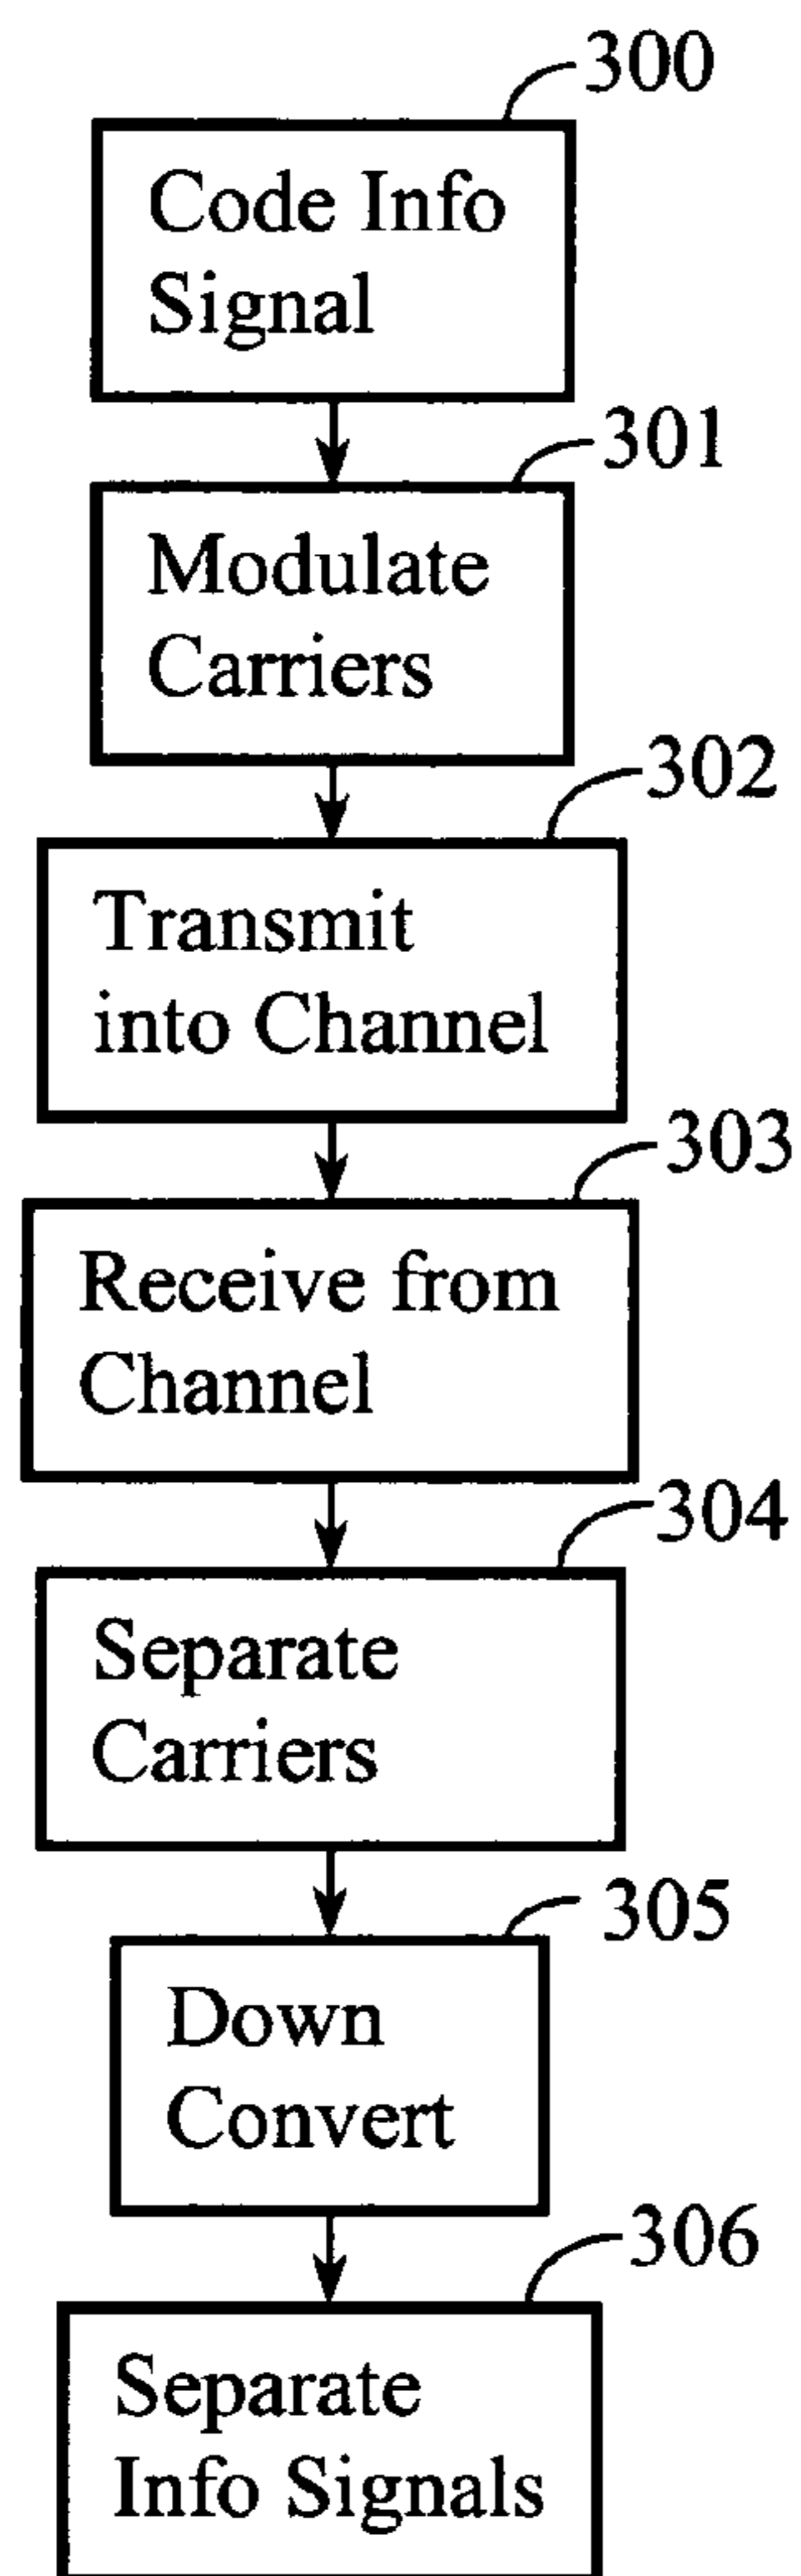 300
Code Info
Signal
301
Modulate
Carriers
302
Transmit
into Channel
303
Receive from
Channel
304
Separate
Carriers
305
Down
Convert
306
Separate
Info Signals